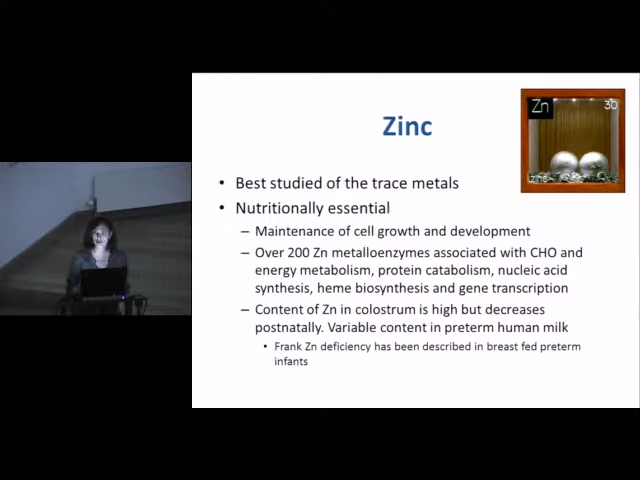 Zn 30
Zinc
zinc
• Best studied of the trace metals
• Nutritionally essential
– Maintenance of cell growth and development
– Over 200 Zn metalloenzymes associated with CHO and
energy metabolism, protein catabolism, nucleic acid
synthesis, heme biosynthesis and gene transcription
– Content of Zn in colostrum is high but decreases
postnatally. Variable content in preterm human milk
• Frank Zn deficiency has been described in breast fed preterm
infants